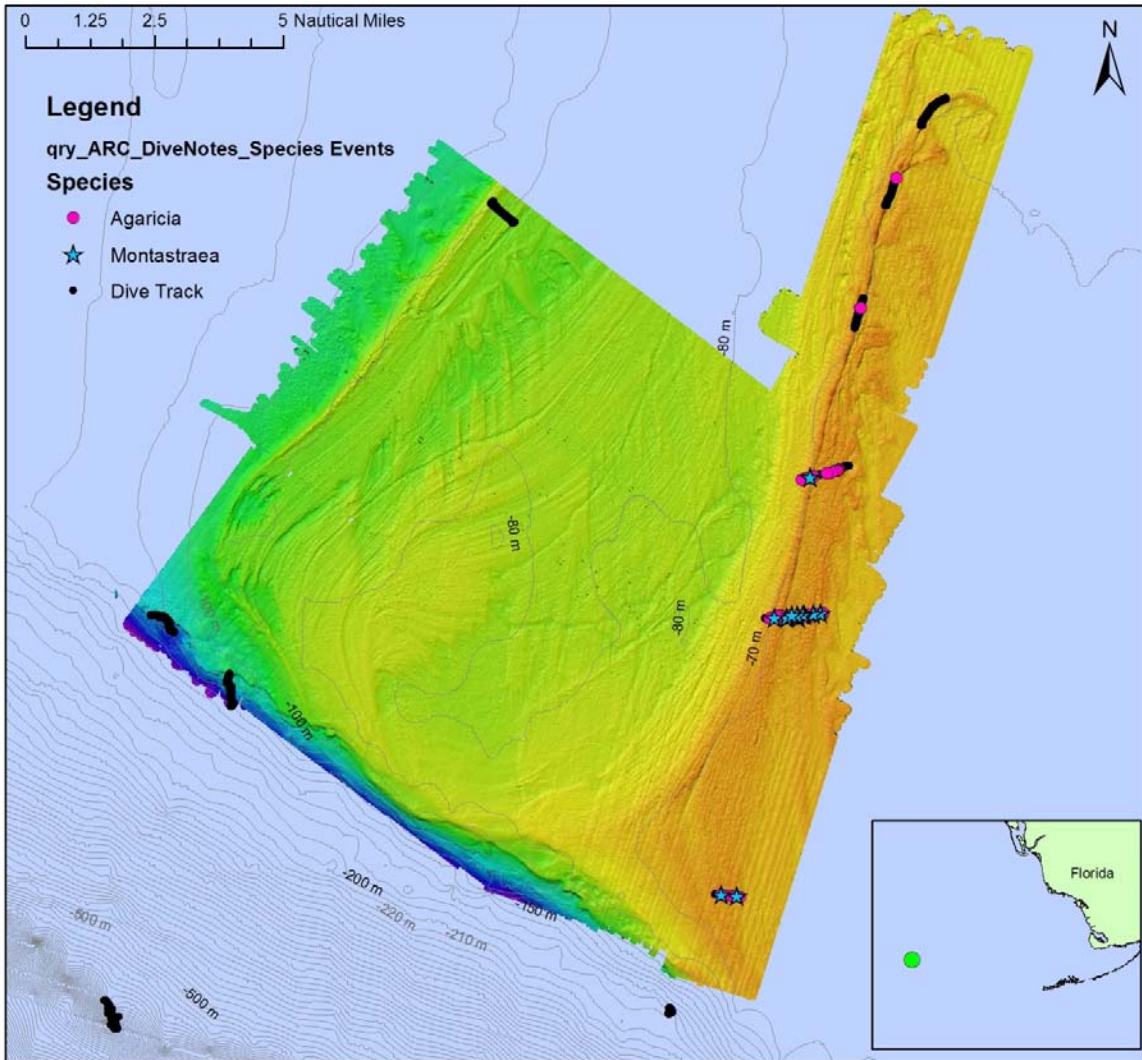 0 1.25 2.5 5 Nautical Miles
N
Legend
qry_ARC_DiveNotes_Species Events
Species
Agaricia
Montastraea
Dive Track
-80 m
-80 m
-80 m
-70 m
-100 m
-200 m
-220 m
-210 m
-150 m
-600 m
-500 m
Florida